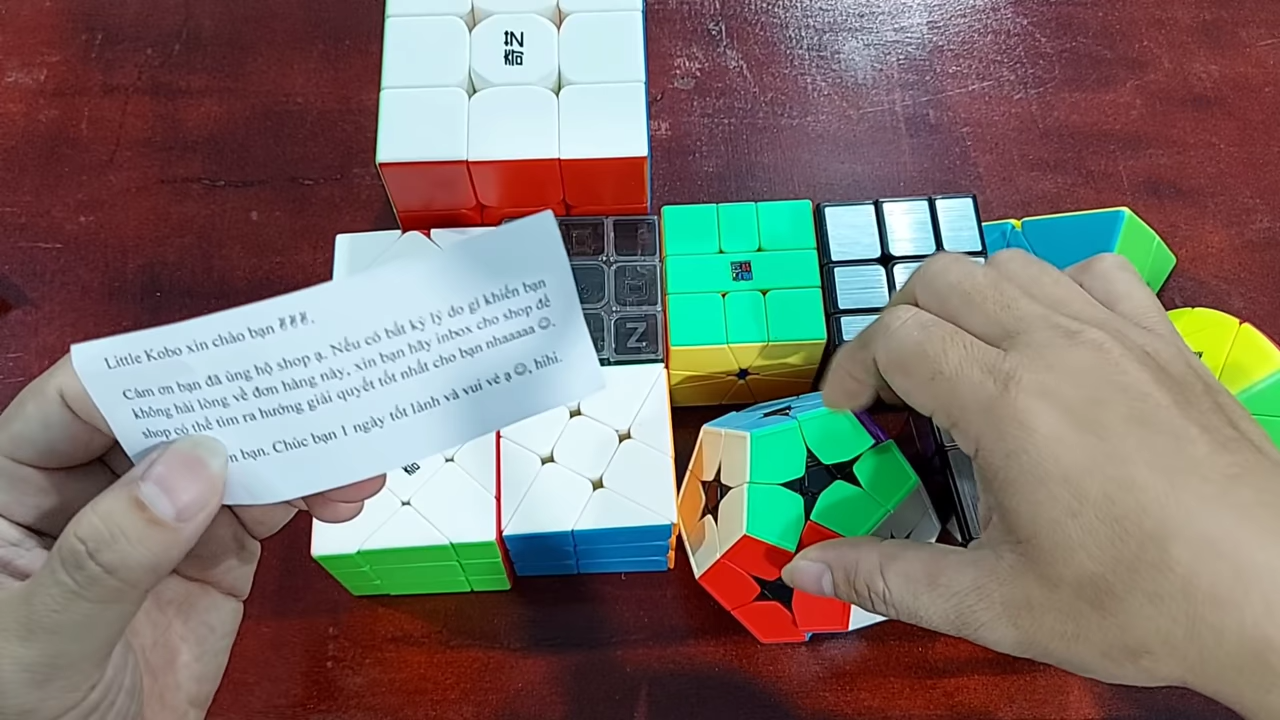 奇艺
Little Kobo xin chào bạn ✌✌✌.
Cảm ơn bạn đã ủng hộ shop ạ. Nếu có bất kỳ lý do gì khiến bạn
không hài lòng về đơn hàng này, xin bạn hãy inbox cho shop để
shop có thể tìm ra hướng giải quyết tốt nhất cho bạn nhaaaaa ☺.
bạn. Chúc bạn 1 ngày tốt lành và vui vẻ ạ ☺, hihi.
Z